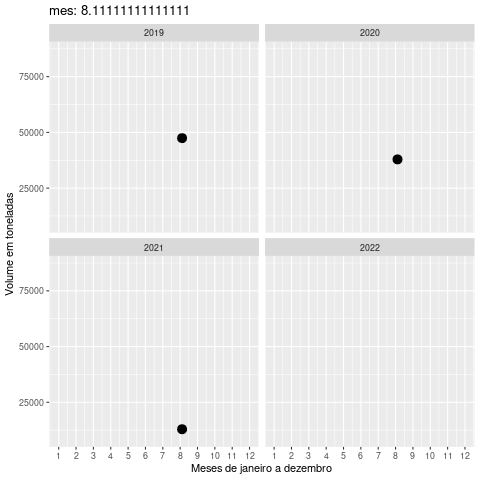 mes: 8.11111111111111
2019
2020
75000
50000
25000
2021
2022
75000
50000
25000
Volume em toneladas
1 2 3 4 5 6 7 8 9 10 11 12
1 2 3 4 5 6 7 8 9 10 11 12
Meses de janeiro a dezembro